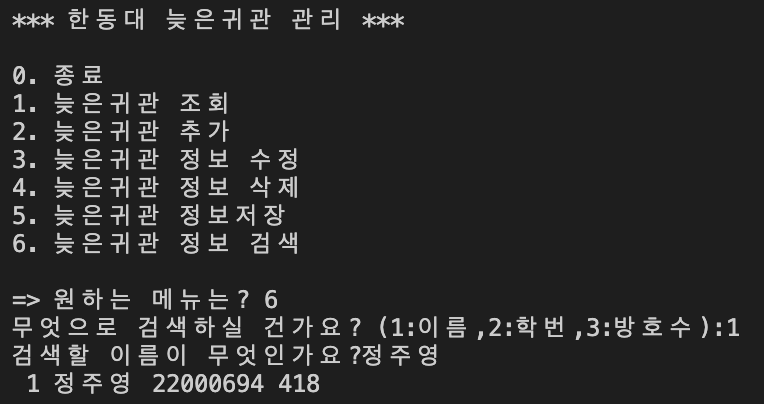 *** 한동대 늦은귀관 관리 ***
0. 종료
1. 늦은귀관 조회
2. 늦은귀관 추가
3. 늦은귀관 정보 수정
4. 늦은귀관 정보 삭제
5. 늦은귀관 정보저장
6. 늦은귀관 정보 검색
=> 원하는 메뉴는? 6
무엇으로 검색하실 건가요? (1:이름,2:학번,3:방호수):1
검색할 이름이 무엇인가요?정주영
1 정주영 22000694 418